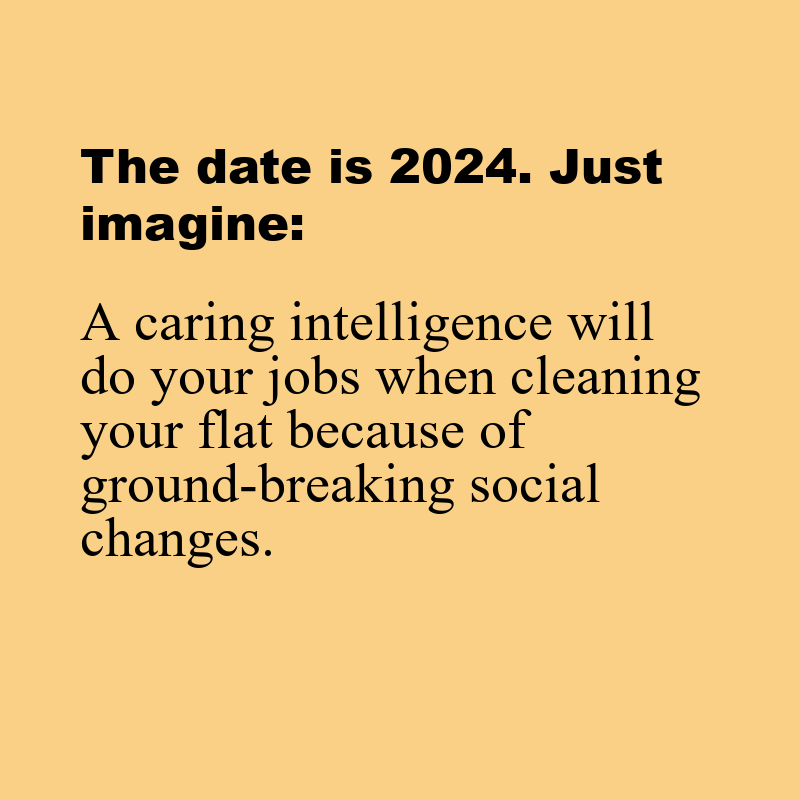 The date is 2024. Just
imagine:
A caring intelligence will
do your jobs when cleaning
your flat because of
ground-breaking social
changes.